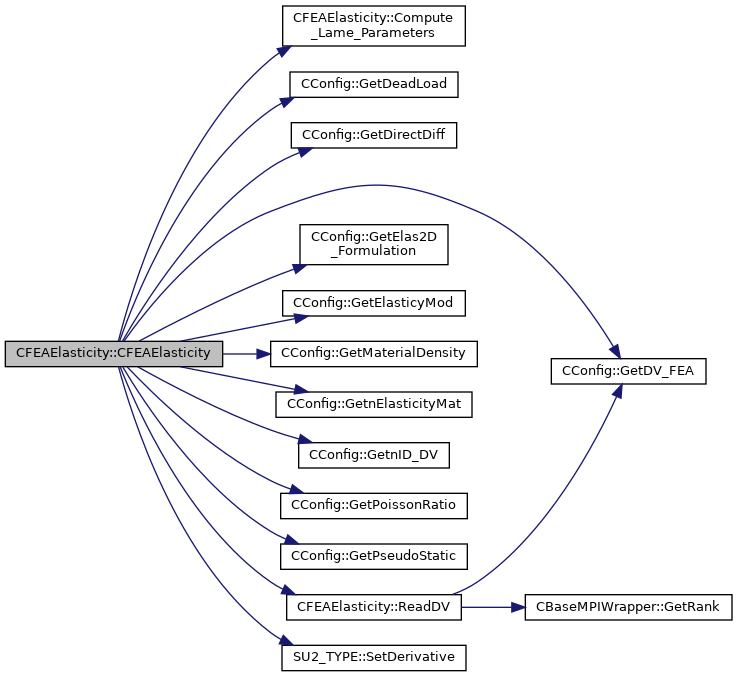 CFEAElasticity::CFEAElasticity
CFEAElasticity::Compute
_Lame_Parameters
CConfig::GetDeadLoad
CConfig::GetDirectDiff
CConfig::GetElas2D
_Formulation
CConfig::GetElasticyMod
CConfig::GetMaterialDensity
CConfig::GetnElasticityMat
CConfig::GetnID_DV
CConfig::GetPoissonRatio
CConfig::GetPseudoStatic
CFEAElasticity::ReadDV
SU2_TYPE::SetDerivative
CConfig::GetDV_FEA
CBaseMPIWrapper::GetRank